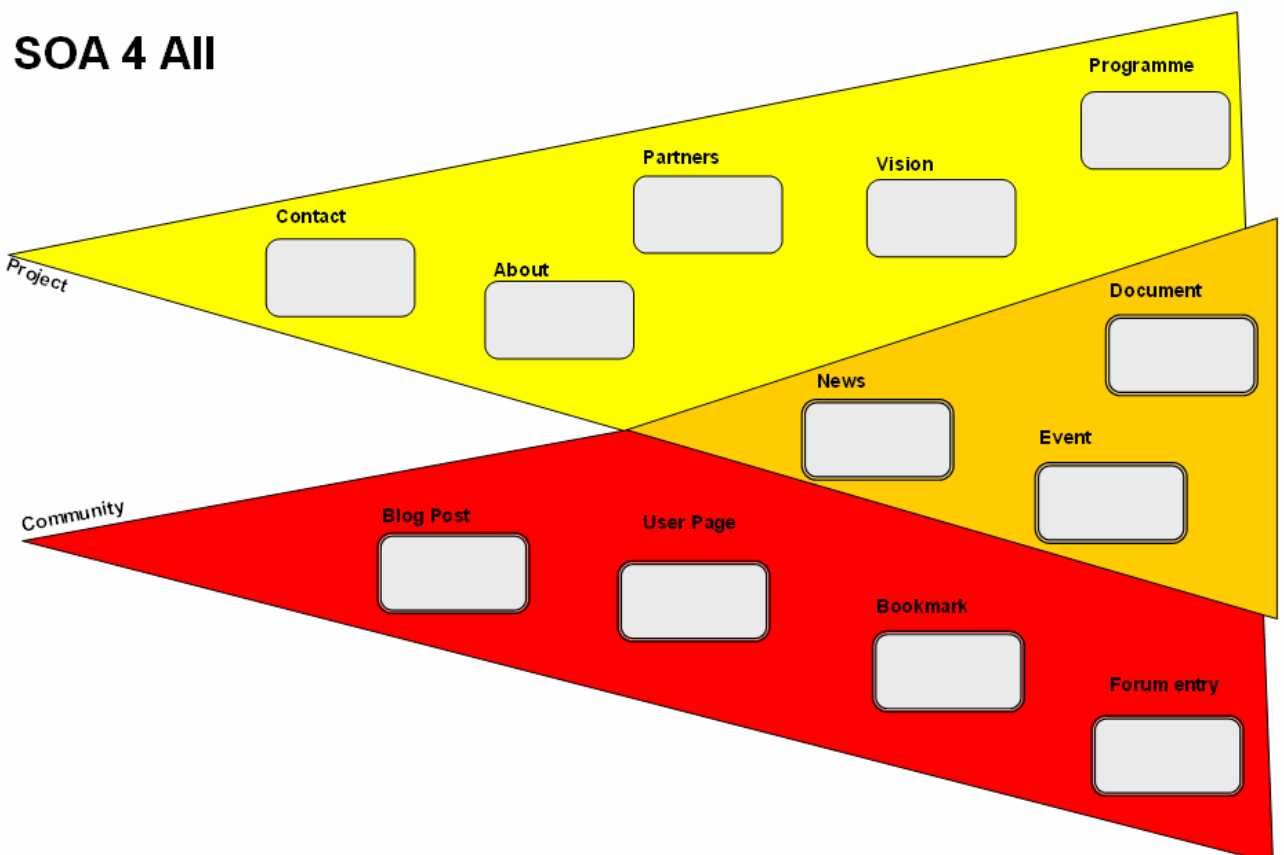 SOA 4 All
Programme
Partners
Vision
Contact
About
Project
Document
News
Event
Community
Blog Post
User Page
Bookmark
Forum entry